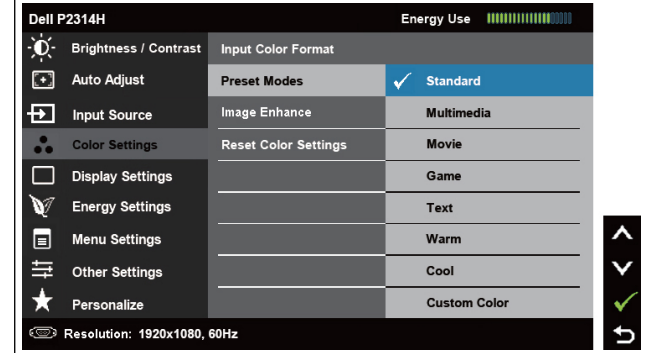 Dell P2314H Energy Use
Brightness / Contrast Input Color Format
Auto Adjust Preset Modes Standard
Input Source Image Enhance Multimedia
Color Settings Reset Color Settings Movie
Display Settings Game
Energy Settings Text
Menu Settings Warm
Other Settings Cool
Personalize Custom Color
Resolution: 1920x1080, 60Hz